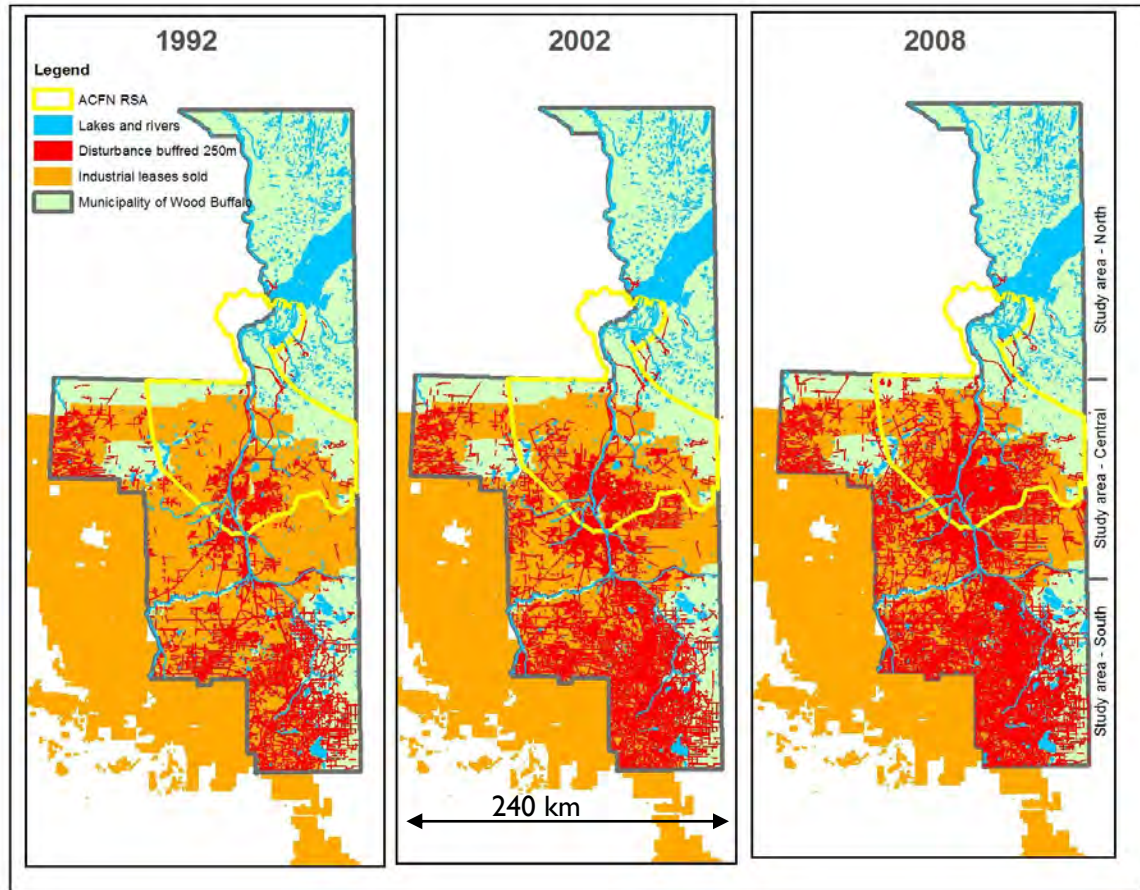 1992
Legend
ACFN RSA
Lakes and rivers
Disturbance buffred 250m
Industrial leases sold
Municipality of Wood Buffalo
2002
240 km
2008
Study area - North
Study area - Central
Study area - South